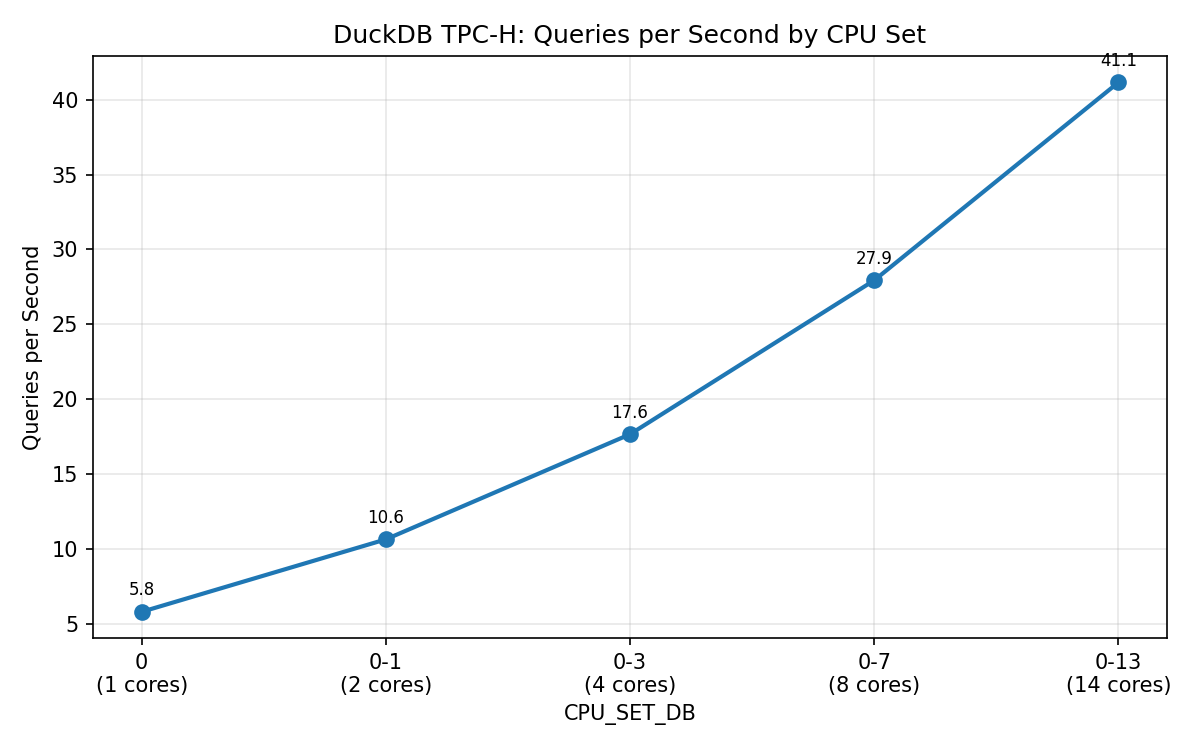 DuckDB TPC-H: Queries per Second by CPU Set
41.1
40
35
30
27.9
25
20
17.6
15
10.6
10
5.8
5
Queries per Second
0 0-1 0-3 0-7 0-13
(1 cores) (2 cores) (4 cores) (8 cores) (14 cores)
CPU_SET_DB